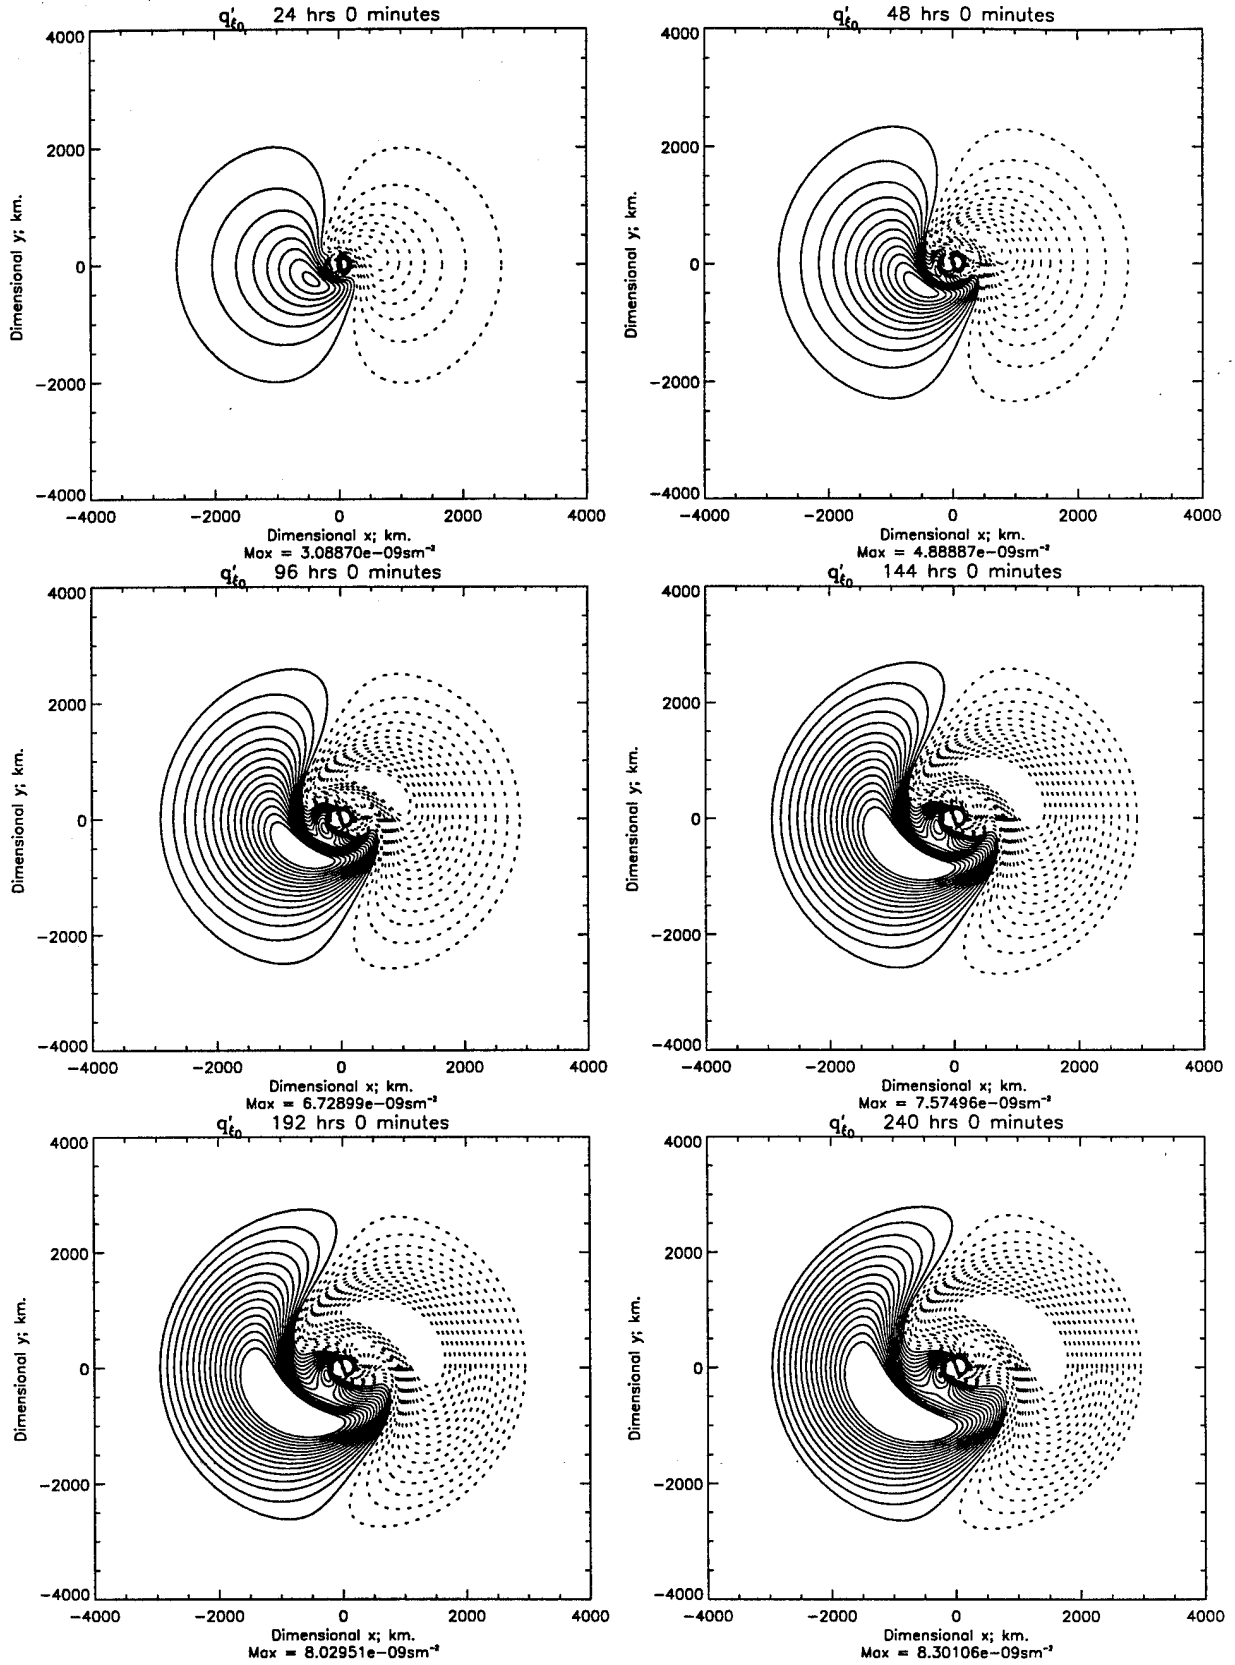 q′ξ0 24 hrs 0 minutes
4000
2000
0
−2000
−4000
Dimensional y; km.
−4000 −2000 0 2000 4000
Dimensional x; km.
Max = 3.08870e−09sm⁻²
q′ξ0 48 hrs 0 minutes
4000
2000
0
−2000
−4000
Dimensional y; km.
−4000 −2000 0 2000 4000
Dimensional x; km.
Max = 4.88887e−09sm⁻²
q′ξ0 96 hrs 0 minutes
4000
2000
0
−2000
−4000
Dimensional y; km.
−4000 −2000 0 2000 4000
Dimensional x; km.
Max = 6.72899e−09sm⁻²
q′ξ0 144 hrs 0 minutes
4000
2000
0
−2000
−4000
Dimensional y; km.
−4000 −2000 0 2000 4000
Dimensional x; km.
Max = 7.57496e−09sm⁻²
q′ξ0 192 hrs 0 minutes
4000
2000
0
−2000
−4000
Dimensional y; km.
−4000 −2000 0 2000 4000
Dimensional x; km.
Max = 8.02951e−09sm⁻²
q′ξ0 240 hrs 0 minutes
4000
2000
0
−2000
−4000
Dimensional y; km.
−4000 −2000 0 2000 4000
Dimensional x; km.
Max = 8.30106e−09sm⁻²